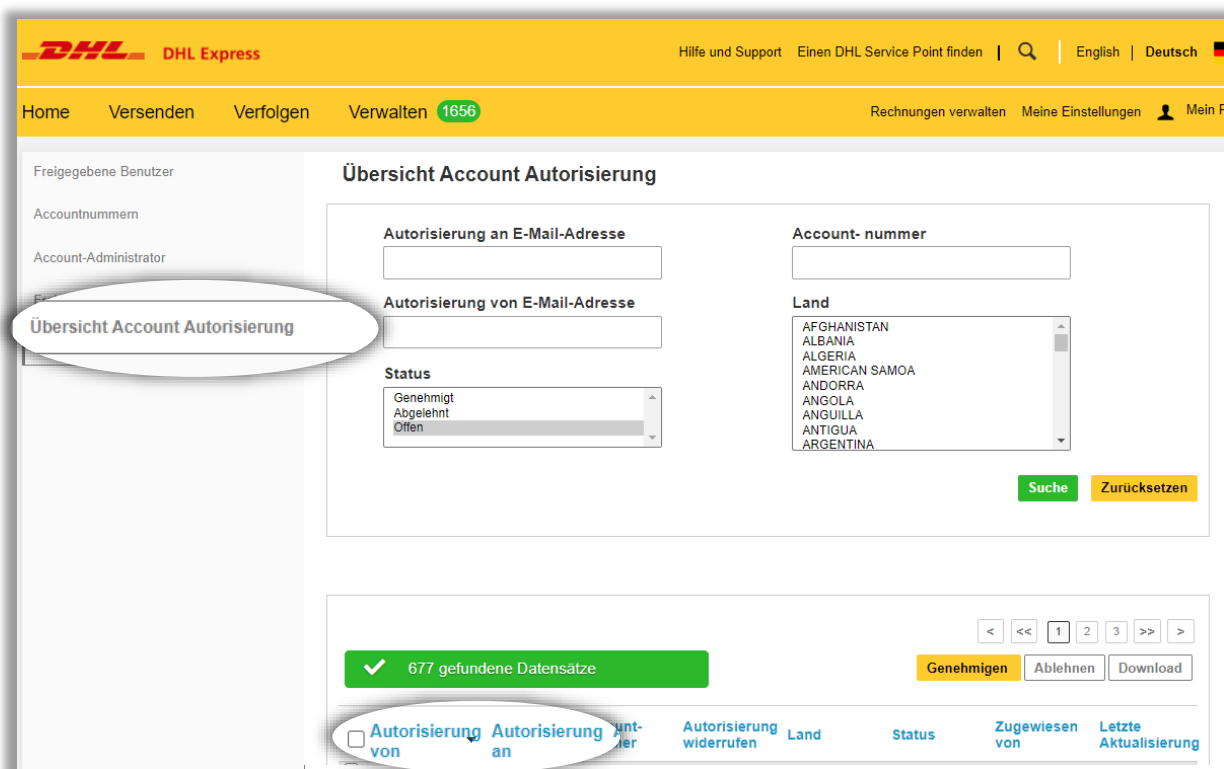 DHL DHL Express
Hilfe und Support Einen DHL Service Point finden | English | Deutsch
Home Versenden Verfolgen Verwalten 1656
Rechnungen verwalten Meine Einstellungen Mein
Freigegebene Benutzer
Accountnummern
Account-Administrator
Übersicht Account Autorisierung
Übersicht Account Autorisierung
Autorisierung an E-Mail-Adresse
Account- nummer
Autorisierung von E-Mail-Adresse
Land
AFGHANISTAN
ALBANIA
ALGERIA
AMERICAN SAMOA
ANDORRA
ANGOLA
ANGUILLA
ANTIGUA
ARGENTINA
Status
Genehmigt
Abgelehnt
Offen
Suche Zurücksetzen
< << 1 2 3 >> >
677 gefundene Datensätze
Genehmigen Ablehnen Download
Autorisierung von
Autorisierung an
Autorisierung widerrufen
Land
Status
Zugewiesen von
Letzte Aktualisierung